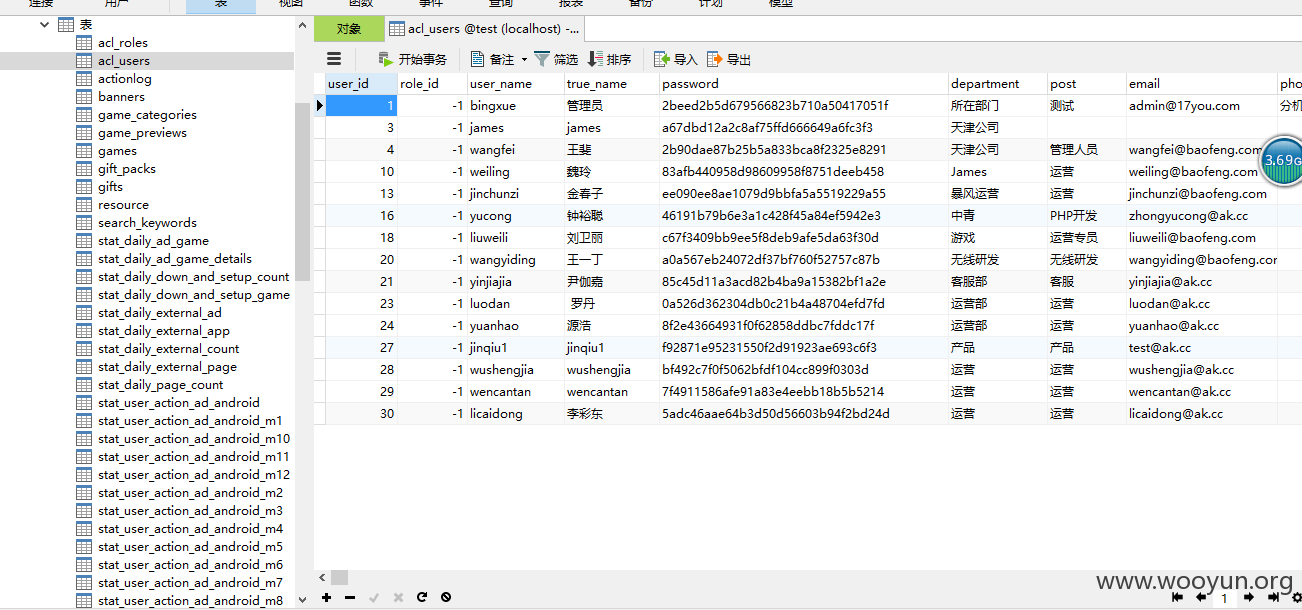 连接 用户 表 视图 函数 事件 查询 报表 备份 计划 模型
表
acl_roles
acl_users
actionlog
banners
game_categories
game_previews
games
gift_packs
gifts
resource
search_keywords
stat_daily_ad_game
stat_daily_ad_game_details
stat_daily_down_and_setup_count
stat_daily_down_and_setup_game
stat_daily_external_ad
stat_daily_external_app
stat_daily_external_count
stat_daily_external_page
stat_daily_page_count
stat_user_action_ad_android
stat_user_action_ad_android_m1
stat_user_action_ad_android_m10
stat_user_action_ad_android_m11
stat_user_action_ad_android_m12
stat_user_action_ad_android_m2
stat_user_action_ad_android_m3
stat_user_action_ad_android_m4
stat_user_action_ad_android_m5
stat_user_action_ad_android_m6
stat_user_action_ad_android_m7
stat_user_action_ad_android_m8
对象 acl_users @test (localhost) -...
开始事务 备注 筛选 排序 导入 导出
user_id role_id user_name true_name password department post email pho
1 -1 bingxue 管理员 2beed2b5d679566823b710a50417051f 所在部门 测试 admin@17you.com 分机
3 -1 james james a67dbd12a2c8af75ffd666649a6fc3f3 天津公司
4 -1 wangfei 王斐 2b90dae87b25b5a833bca8f2325e8291 天津公司 管理人员 wangfei@baofeng.com
10 -1 weiling 魏玲 83afb440958d98609958f8751deeb458 James 运营 weiling@baofeng.com
13 -1 jinchunzi 金春子 ee090ee8ae1079d9bbfa5a5519229a55 暴风运营 运营 jinchunzi@baofeng.com
16 -1 yucong 钟裕聪 46191b79b6e3a1c428f45a84ef5942e3 中青 PHP开发 zhongyucong@ak.cc
18 -1 liuweili 刘卫丽 c67f3409bb9ee5f8deb9afe5da63f30d 游戏 运营专员 liuweili@baofeng.com
20 -1 wangyiding 王一丁 a0a567eb24072df37bf760f52757c87b 无线研发 无线研发 wangyiding@baofeng.cor
21 -1 yinjiajia 尹伽嘉 85c45d11a3acd82b4ba9a15382bf1a2e 客服部 客服 yinjiajia@ak.cc
23 -1 luodan 罗丹 0a526d362304db0c21b4a48704efd7fd 运营部 运营 luodan@ak.cc
24 -1 yuanhao 源浩 8f2e43664931f0f62858ddbc7fddc17f 运营部 运营 yuanhao@ak.cc
27 -1 jinqiu1 jinqiu1 f92871e95231550f2d91923ae693c6f3 产品 产品 test@ak.cc
28 -1 wushengjia wushengjia bf492c7f0f5062bfdf104cc899f0303d 运营 运营 wushengjia@ak.cc
29 -1 wencantan wencantan 7f4911586afe91a83e4eebb18b5b5214 运营 运营 wencantan@ak.cc
30 -1 licaidong 李彩东 5adc46aae64b3d50d56603b94f2bd24d 运营 运营 licaidong@ak.cc
3.69G
www.wooyun.org
1